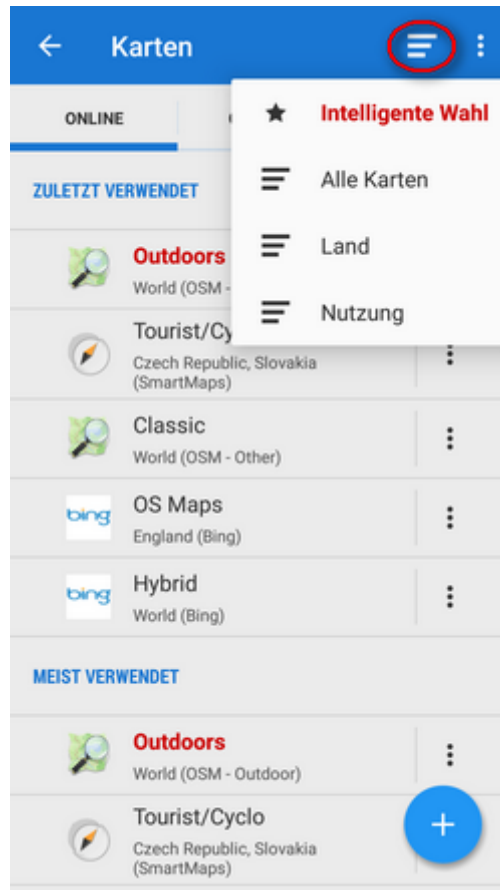 Karten
ONLINE
Intelligente Wahl
Alle Karten
Land
Nutzung
ZULETZT VERWENDET
Outdoors
World (OSM -
Tourist/Cy
Czech Republic, Slovakia
(SmartMaps)
Classic
World (OSM - Other)
bing
OS Maps
England (Bing)
bing
Hybrid
World (Bing)
MEIST VERWENDET
Outdoors
World (OSM - Outdoor)
Tourist/Cyclo
Czech Republic, Slovakia
(SmartMaps)